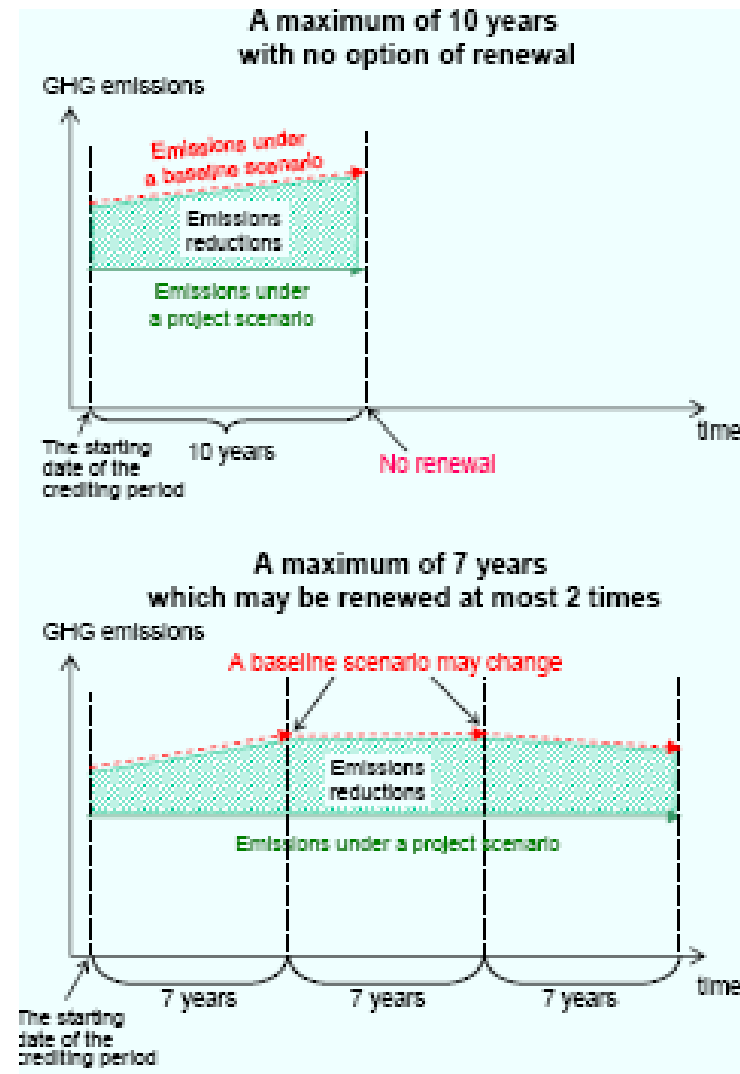 A maximum of 10 years
with no option of renewal
GHG emissions
Emissions under
a baseline scenario
Emissions
reductions
Emissions under
a project scenario
time
The starting
date of the
crediting period
10 years
No renewal
A maximum of 7 years
which may be renewed at most 2 times
GHG emissions
A baseline scenario may change
Emissions
reductions
Emissions under a project scenario
time
7 years
7 years
7 years
The starting
date of the
crediting period